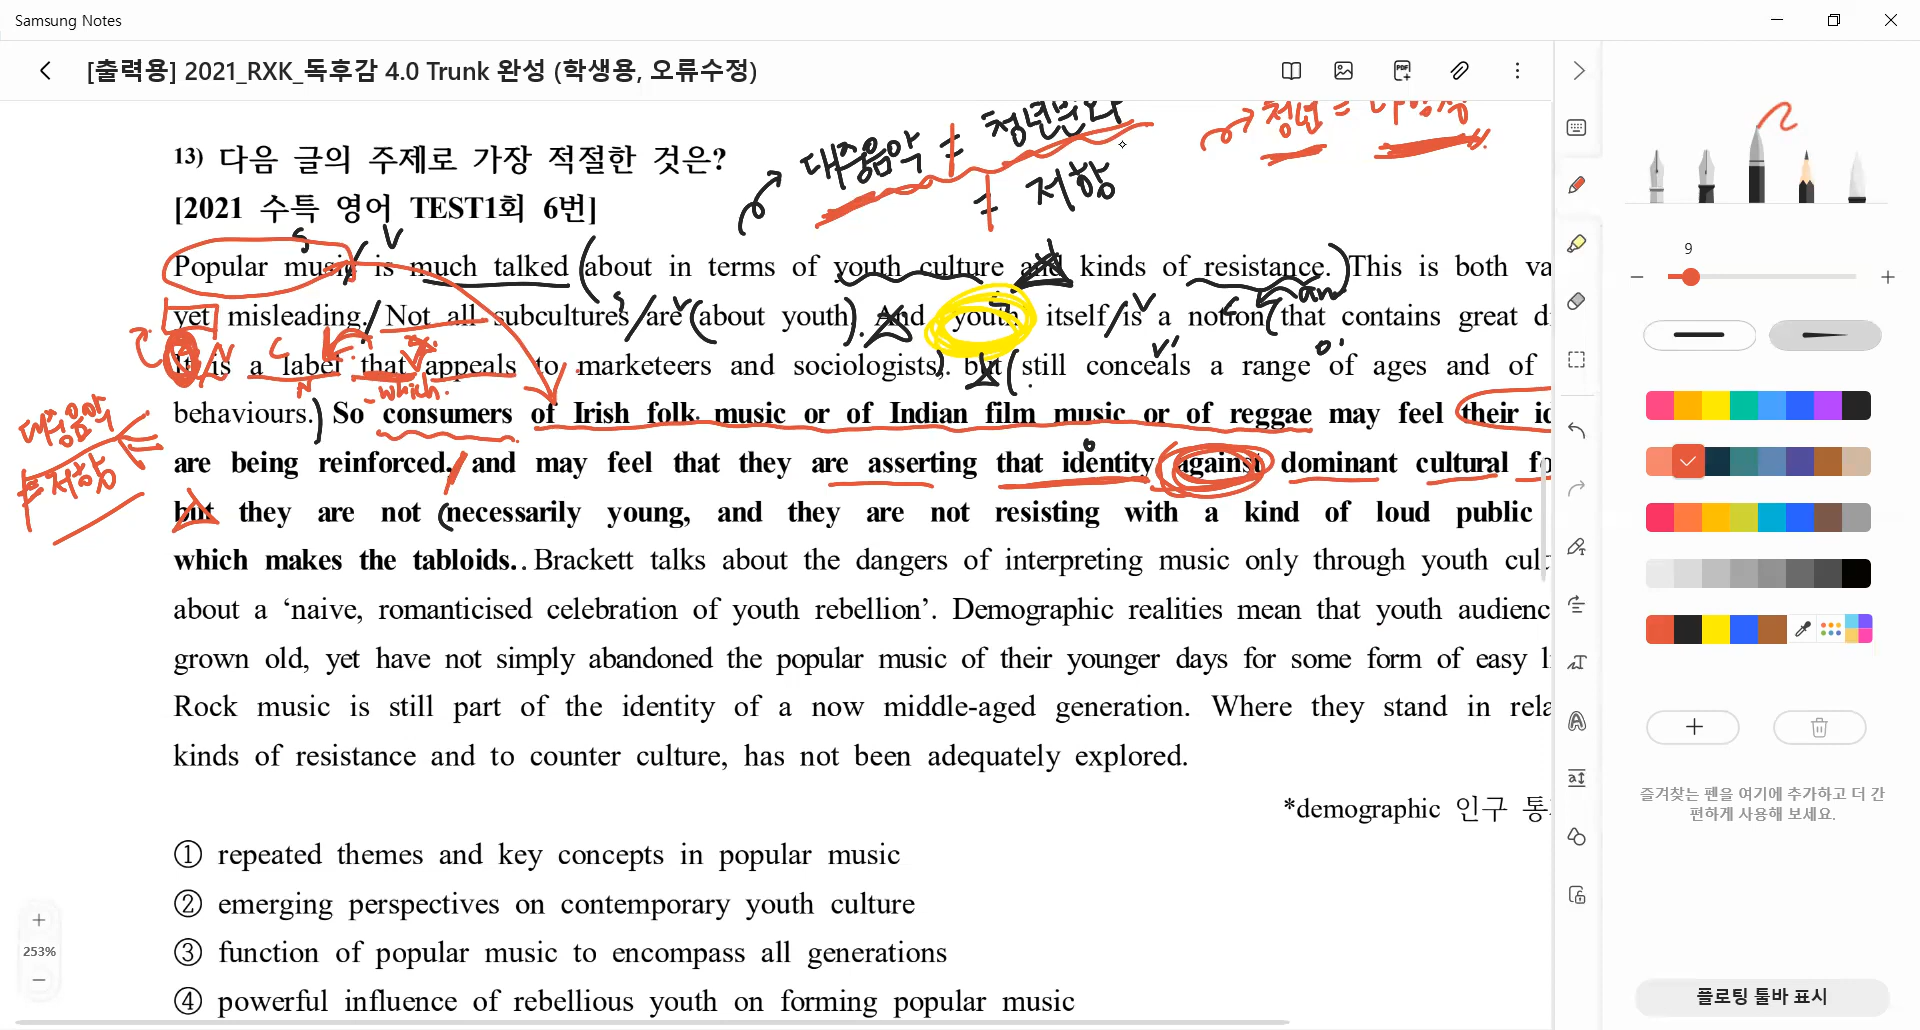 Samsung Notes
[출력용] 2021_RXK_독후감 4.0 Trunk 완성 (학생용, 오류수정)
대중음악 = 청년문화
= 저항
청년 =
13) 다음 글의 주제로 가장 적절한 것은?
[2021 수특 영어 TEST1회 6번]
S V
Popular music is much talked about in terms of youth culture and kinds of resistance. This is both va
S V V an
yet misleading. Not all subcultures are about youth. And youth itself is a notion that contains great d
C N C V' O'
It is a label that appeals to marketeers and sociologists, but still conceals a range of ages and of
N which
behaviours. So consumers of Irish folk music or of Indian film music or of reggae may feel their id
대중음악
= 저항
are being reinforced, and may feel that they are asserting that identity against dominant cultural fo
but they are not necessarily young, and they are not resisting with a kind of loud public
which makes the tabloids. Brackett talks about the dangers of interpreting music only through youth cul
about a ‘naive, romanticised celebration of youth rebellion’. Demographic realities mean that youth audienc
grown old, yet have not simply abandoned the popular music of their younger days for some form of easy l
Rock music is still part of the identity of a now middle-aged generation. Where they stand in rela
kinds of resistance and to counter culture, has not been adequately explored.
*demographic 인구 통
① repeated themes and key concepts in popular music
② emerging perspectives on contemporary youth culture
③ function of popular music to encompass all generations
④ powerful influence of rebellious youth on forming popular music
253%
9
즐겨찾는 펜을 여기에 추가하고 더 간
편하게 사용해 보세요.
플로팅 툴바 표시